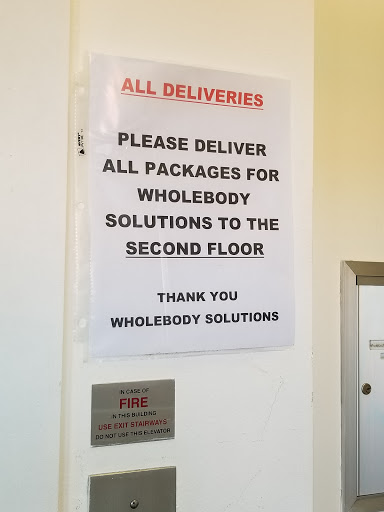 ALL DELIVERIES
PLEASE DELIVER
ALL PACKAGES FOR
WHOLEBODY
SOLUTIONS TO THE
SECOND FLOOR
THANK YOU
WHOLEBODY SOLUTIONS
IN CASE OF
FIRE
IN THIS BUILDING
USE EXIT STAIRWAYS
DO NOT USE THIS ELEVATOR